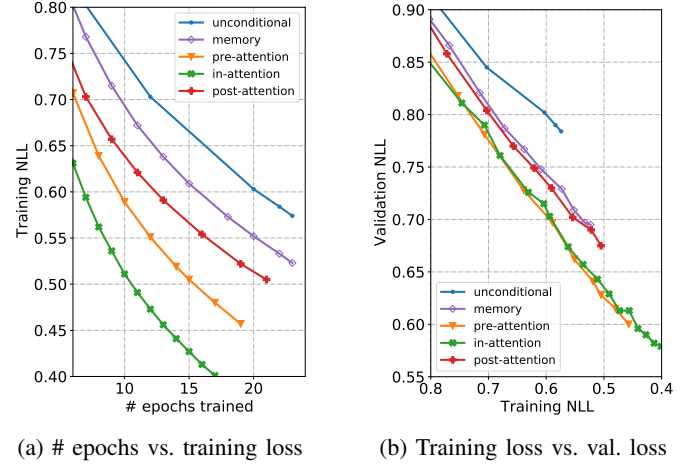 0.80
0.75
0.70
0.65
0.60
0.55
0.50
0.45
0.40
Training NLL
10
15
20
# epochs trained
unconditional
memory
pre-attention
in-attention
post-attention
(a) # epochs vs. training loss
0.90
0.85
0.80
0.75
0.70
0.65
0.60
0.55
Validation NLL
0.8
0.7
0.6
0.5
0.4
Training NLL
unconditional
memory
pre-attention
in-attention
post-attention
(b) Training loss vs. val. loss